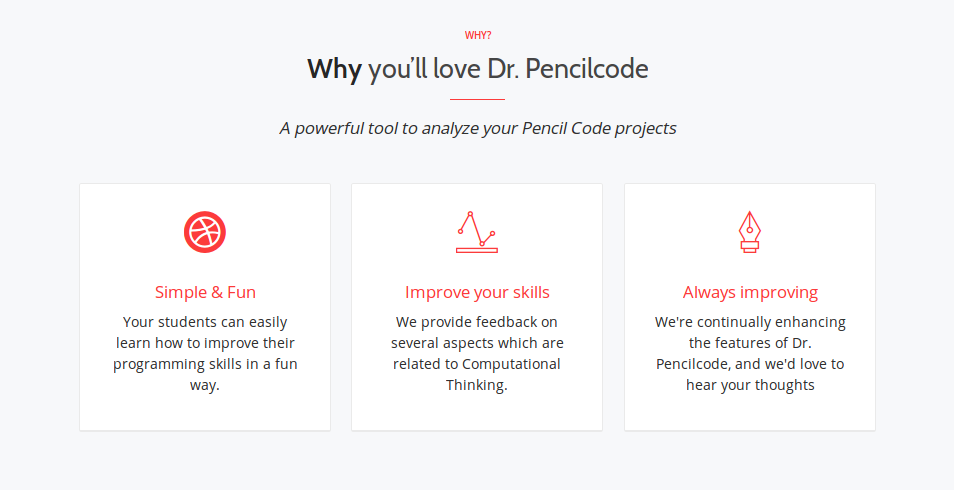 WHY?
Why you’ll love Dr. Pencilcode
A powerful tool to analyze your Pencil Code projects
Simple & Fun
Your students can easily
learn how to improve their
programming skills in a fun
way.
Improve your skills
We provide feedback on
several aspects which are
related to Computational
Thinking.
Always improving
We're continually enhancing
the features of Dr.
Pencilcode, and we'd love to
hear your thoughts